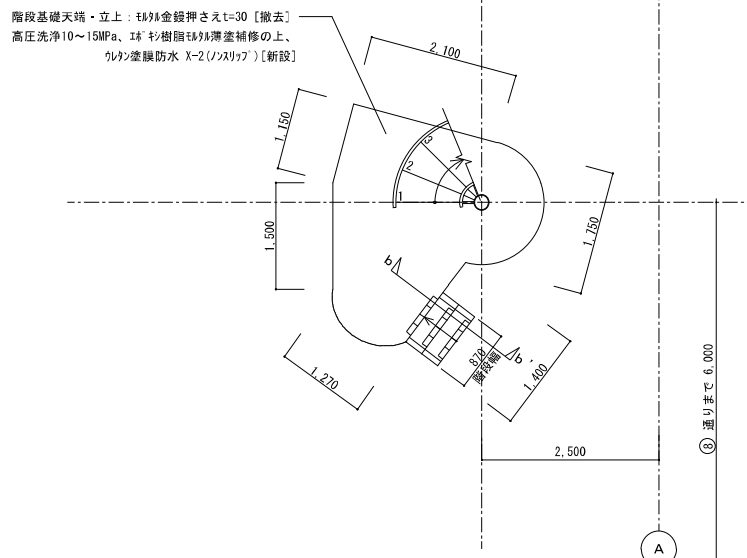 階段基礎天端・立上：ﾓﾙﾀﾙ金鏝押さえt=30 [撤去]
高圧洗浄10～15MPa、ｴﾎﾟｷｼ樹脂ﾓﾙﾀﾙ薄塗補修の上、
ｳﾚﾀﾝ塗膜防水 X-2(ﾉﾝｽﾘｯﾌﾟ)[新設]
2,100
1,150
3
2
1
1,500
1,750
b
b'
870
階段幅
1,400
1,270
2,500
⑧ 通りまで 6,000
A